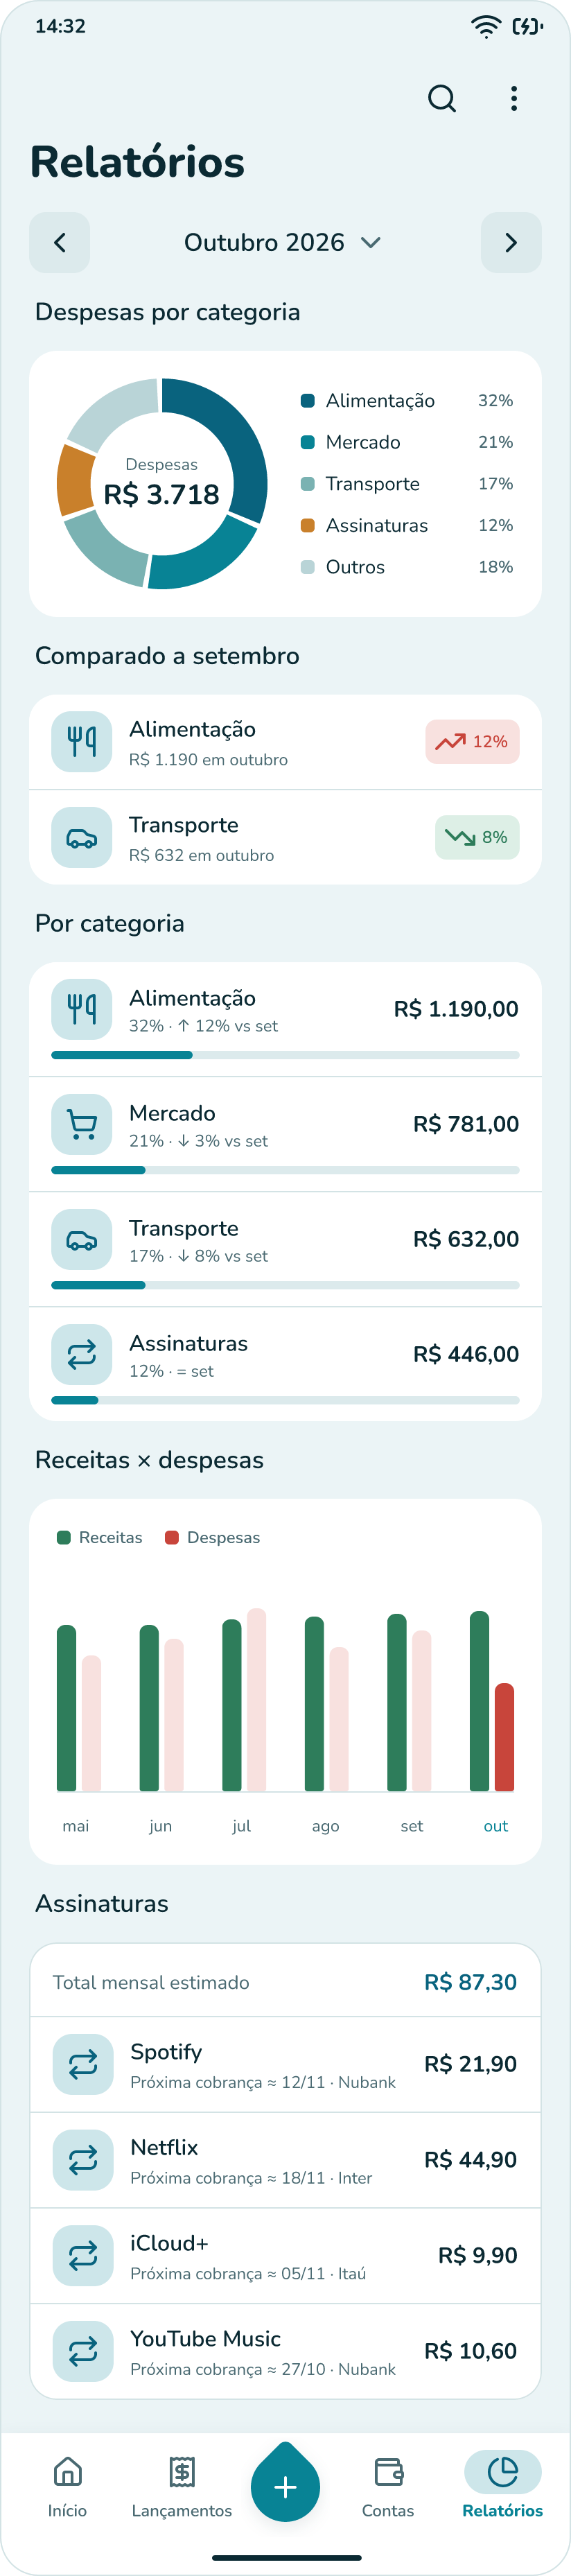 14:32
Relatórios
Outubro 2026
Despesas por categoria
Despesas
R$ 3.718
Alimentação 32%
Mercado 21%
Transporte 17%
Assinaturas 12%
Outros 18%
Comparado a setembro
Alimentação
R$ 1.190 em outubro
12%
Transporte
R$ 632 em outubro
8%
Por categoria
Alimentação
32% · ↑ 12% vs set
R$ 1.190,00
Mercado
21% · ↓ 3% vs set
R$ 781,00
Transporte
17% · ↓ 8% vs set
R$ 632,00
Assinaturas
12% · = set
R$ 446,00
Receitas × despesas
Receitas Despesas
mai jun jul ago set out
Assinaturas
Total mensal estimado R$ 87,30
Spotify
Próxima cobrança ≈ 12/11 · Nubank
R$ 21,90
Netflix
Próxima cobrança ≈ 18/11 · Inter
R$ 44,90
iCloud+
Próxima cobrança ≈ 05/11 · Itaú
R$ 9,90
YouTube Music
Próxima cobrança ≈ 27/10 · Nubank
R$ 10,60
Início Lançamentos Contas Relatórios